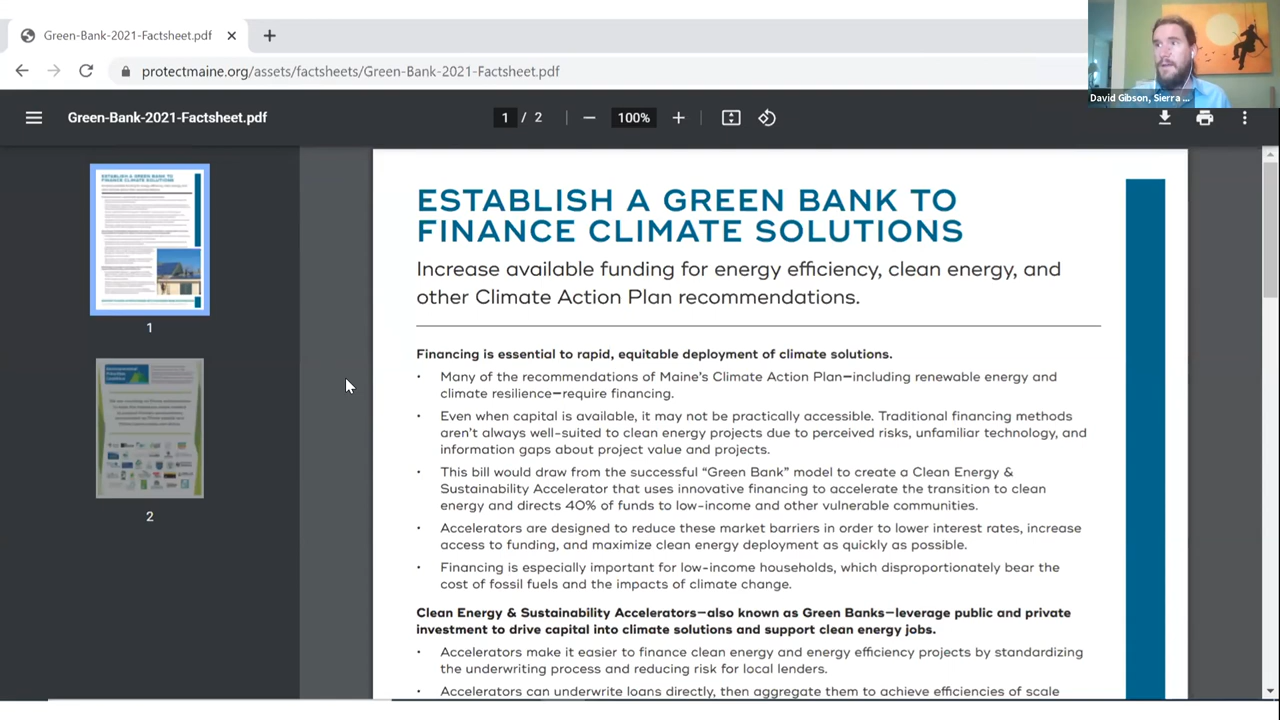 Green-Bank-2021-Factsheet.pdf
protectmaine.org/assets/factsheets/Green-Bank-2021-Factsheet.pdf
David Gibson, Sierra ...
Green-Bank-2021-Factsheet.pdf
1 / 2
100%
ESTABLISH A GREEN BANK TO
FINANCE CLIMATE SOLUTIONS
Increase available funding for energy efficiency, clean energy, and
other Climate Action Plan recommendations.
Financing is essential to rapid, equitable deployment of climate solutions.
• Many of the recommendations of Maine's Climate Action Plan—including renewable energy and
climate resilience—require financing.
• Even when capital is available, it may not be practically accessible. Traditional financing methods
aren't always well-suited to clean energy projects due to perceived risks, unfamiliar technology, and
information gaps about project value and projects.
• This bill would draw from the successful "Green Bank" model to create a Clean Energy &
Sustainability Accelerator that uses innovative financing to accelerate the transition to clean
energy and directs 40% of funds to low-income and other vulnerable communities.
• Accelerators are designed to reduce these market barriers in order to lower interest rates, increase
access to funding, and maximize clean energy deployment as quickly as possible.
• Financing is especially important for low-income households, which disproportionately bear the
cost of fossil fuels and the impacts of climate change.
Clean Energy & Sustainability Accelerators—also known as Green Banks—leverage public and private
investment to drive capital into climate solutions and support clean energy jobs.
• Accelerators make it easier to finance clean energy and energy efficiency projects by standardizing
the underwriting process and reducing risk for local lenders.
• Accelerators can underwrite loans directly, then aggregate them to achieve efficiencies of scale
ESTABLISH A GREEN BANK TO
FINANCE CLIMATE SOLUTIONS
1
2